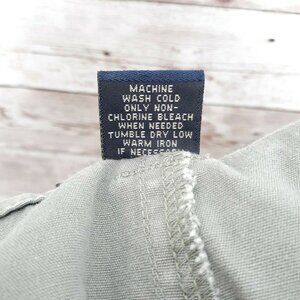 MACHINE
WASH COLD
ONLY NON-
CHLORINE BLEACH
WHEN NEEDED
TUMBLE DRY LOW
WARM IRON
IF NECESSARY